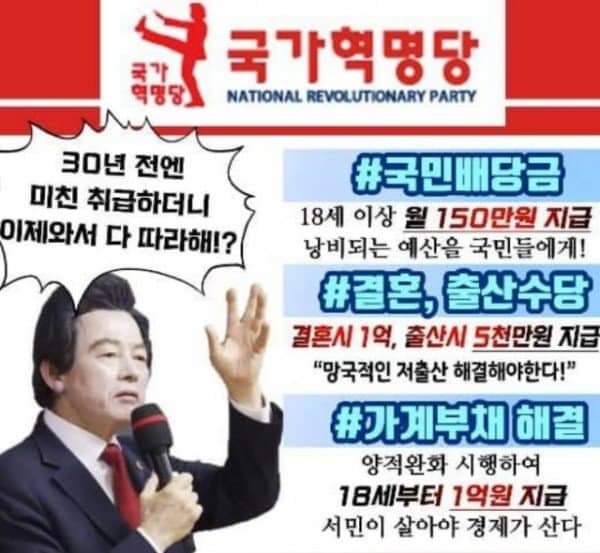 국가
혁명당
국가혁명당
NATIONAL REVOLUTIONARY PARTY
30년 전엔
미친 취급하더니
이제와서 다 따라해!?
#국민배당금
18세 이상 월 150만원 지급
낭비되는 예산을 국민들에게!
#결혼, 출산수당
결혼시 1억, 출산시 5천만원 지급
“망국적인 저출산 해결해야한다!”
#가계부채 해결
양적완화 시행하여
18세부터 1억원 지급
서민이 살아야 경제가 산다